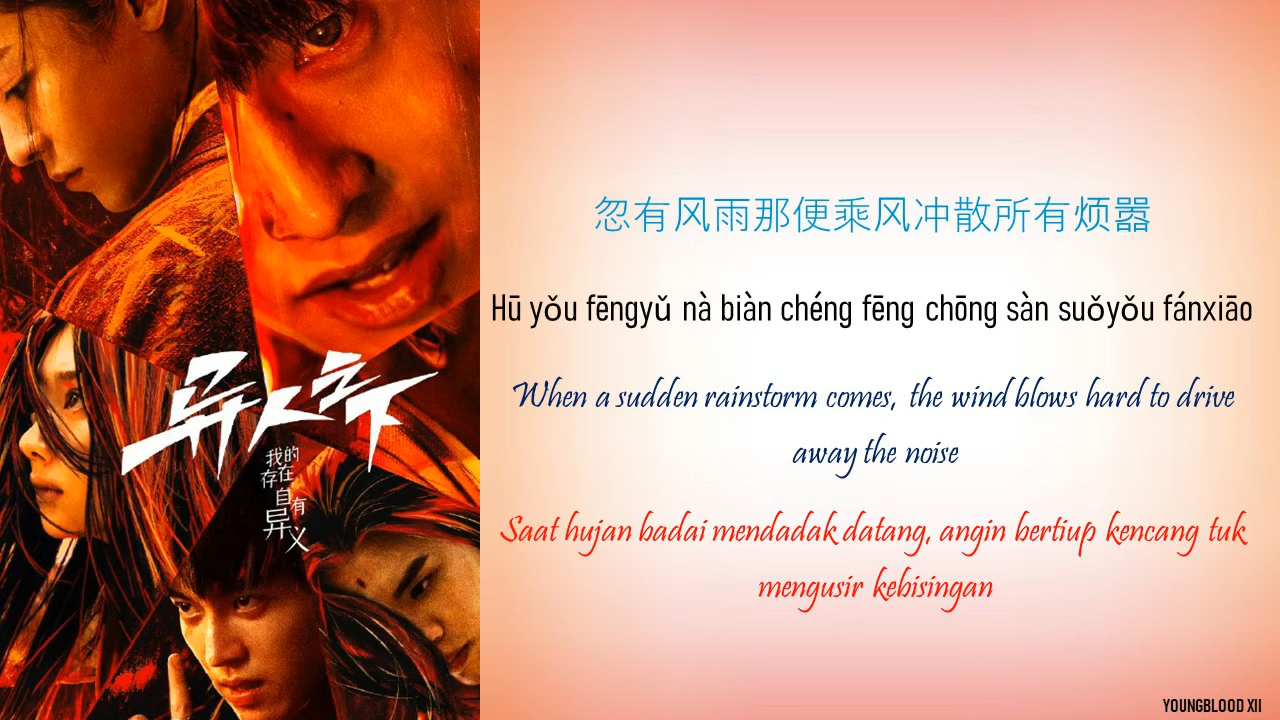 异人之下
我的
存在
自有
异义
忽有风雨那便乘风冲散所有烦嚣
Hū yǒu fēngyǔ nà biàn chéng fēng chōng sàn suǒyǒu fánxiāo
When a sudden rainstorm comes, the wind blows hard to drive
away the noise
Saat hujan badai mendadak datang, angin bertiup kencang tuk
mengusir kebisingan
YOUNGBLOOD XII